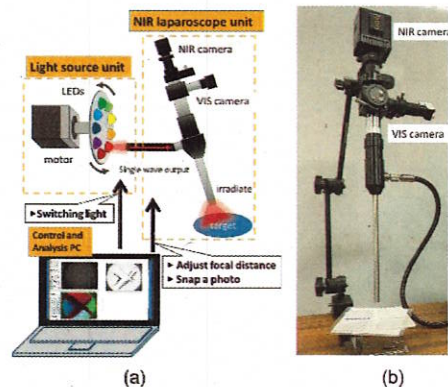 NIR laparoscope unit
Light source unit
LEDs
motor
NIR camera
VIS camera
Single wave output
irradiate
target
▸ Switching light
Control and
Analysis PC
▸ Adjust focal distance
▸ Snap a photo
(a)
NIR camera
VIS camera
(b)